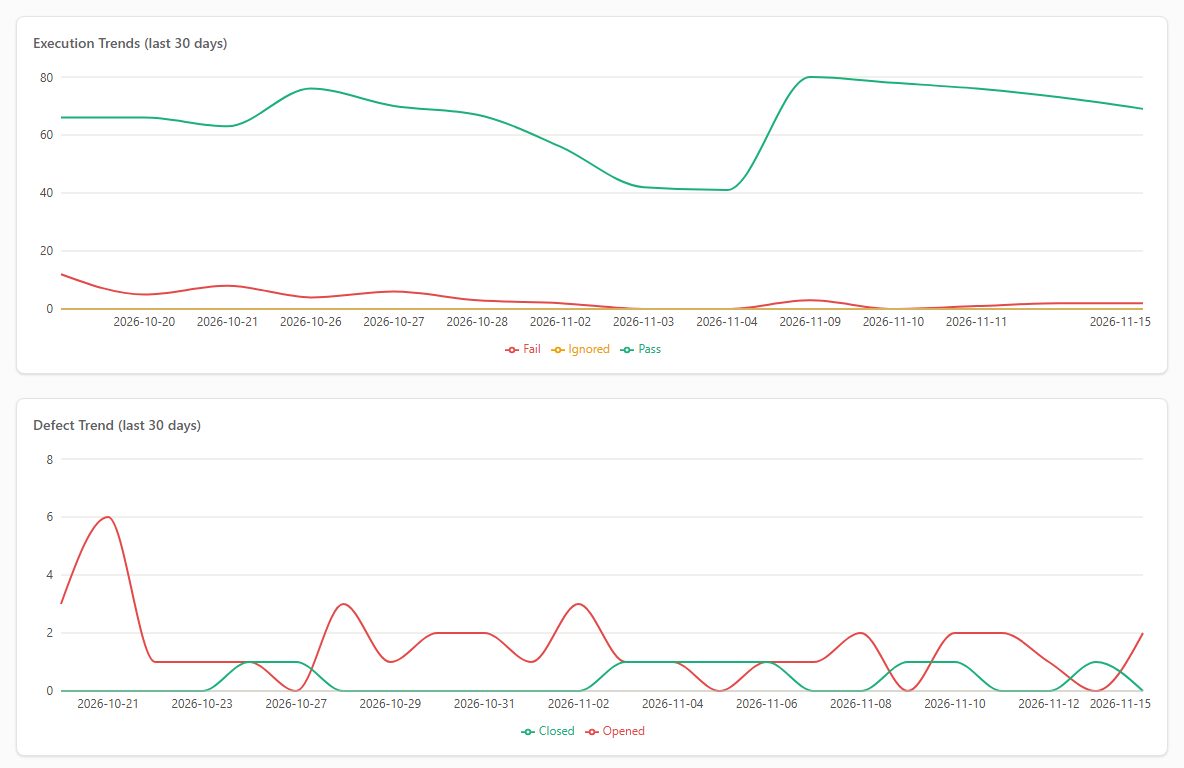 Execution Trends (last 30 days)
80
60
40
20
0
2026-10-20 2026-10-21 2026-10-26 2026-10-27 2026-10-28 2026-11-02 2026-11-03 2026-11-04 2026-11-09 2026-11-10 2026-11-11 2026-11-15
Fail Ignored Pass
Defect Trend (last 30 days)
8
6
4
2
0
2026-10-21 2026-10-23 2026-10-27 2026-10-29 2026-10-31 2026-11-02 2026-11-04 2026-11-06 2026-11-08 2026-11-10 2026-11-12 2026-11-15
Closed Opened